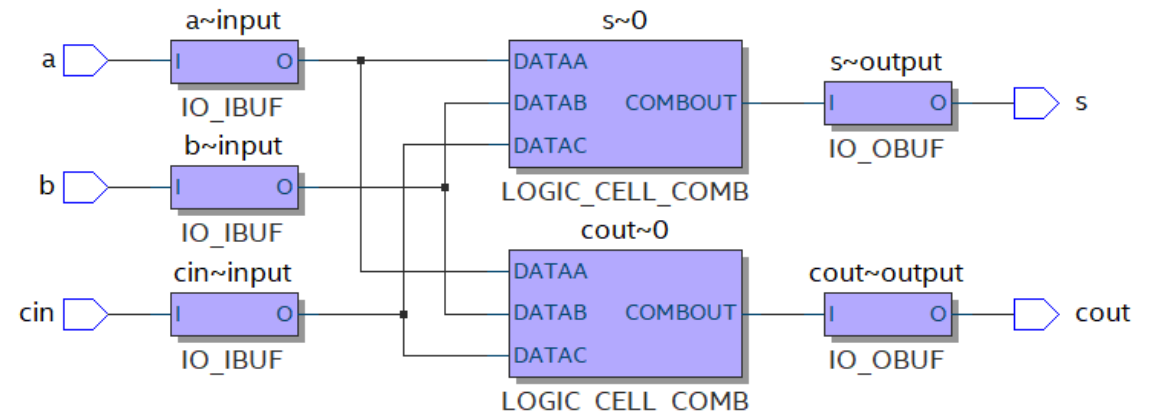 a~input
s~0
a
I
O
DATAA
s~output
IO_IBUF
DATAB
COMBOUT
I
O
s
b~input
DATAC
IO_OBUF
b
I
O
LOGIC_CELL_COMB
IO_IBUF
cout~0
cin~input
DATAA
cout~output
cin
I
O
DATAB
COMBOUT
I
O
cout
IO_IBUF
DATAC
IO_OBUF
LOGIC_CELL_COMB